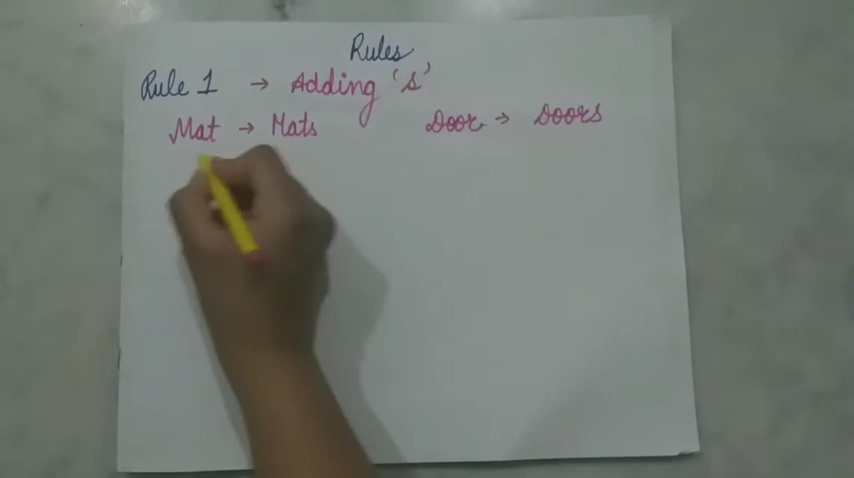 Rules
Rule 1 → Adding 's'
Mat → Mats Door → Doors